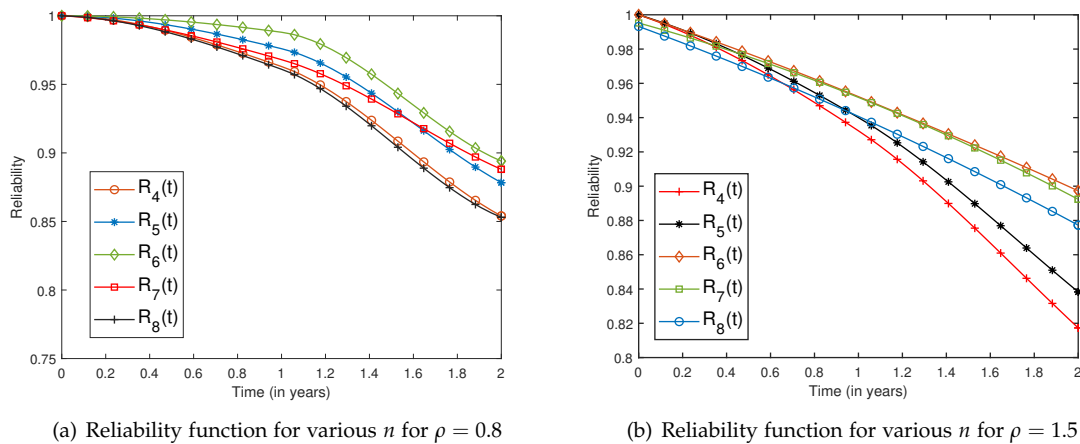 1
0.95
0.9
0.85
0.8
0.75
Reliability
R4(t)
R5(t)
R6(t)
R7(t)
R8(t)
0 0.2 0.4 0.6 0.8 1 1.2 1.4 1.6 1.8 2
Time (in years)
(a) Reliability function for various n for ρ = 0.8
1
0.98
0.96
0.94
0.92
0.9
0.88
0.86
0.84
0.82
0.8
Reliability
R4(t)
R5(t)
R6(t)
R7(t)
R8(t)
0 0.2 0.4 0.6 0.8 1 1.2 1.4 1.6 1.8 2
Time (in years)
(b) Reliability function for various n for ρ = 1.5